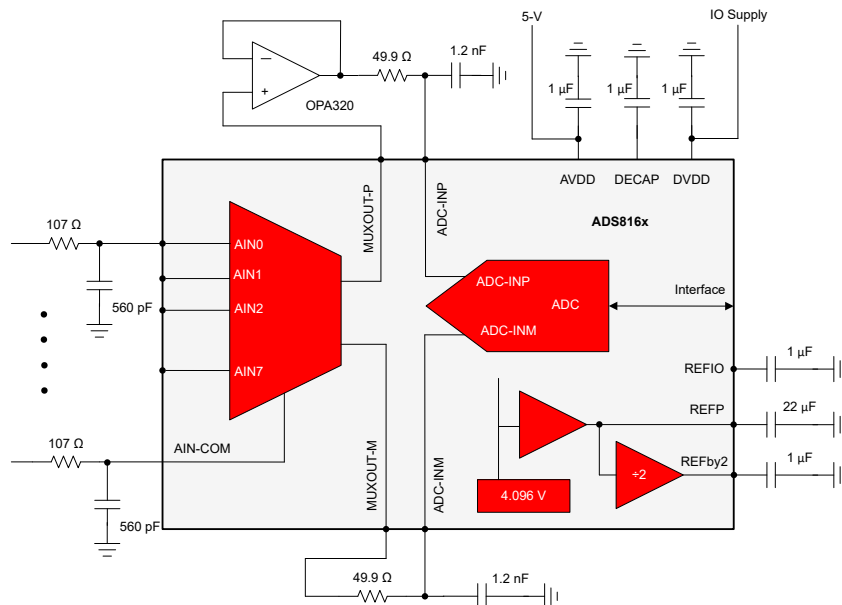 5-V
IO Supply
49.9 Ω
1.2 nF
−
+
OPA320
1 µF
1 µF
1 µF
AVDD
DECAP
DVDD
MUXOUT-P
ADC-INP
ADS816x
107 Ω
AIN0
AIN1
AIN2
AIN7
560 pF
ADC-INP
ADC
ADC-INM
Interface
REFIO
1 µF
REFP
22 µF
REFby2
1 µF
÷2
4.096 V
107 Ω
AIN-COM
MUXOUT-M
ADC-INM
560 pF
49.9 Ω
1.2 nF